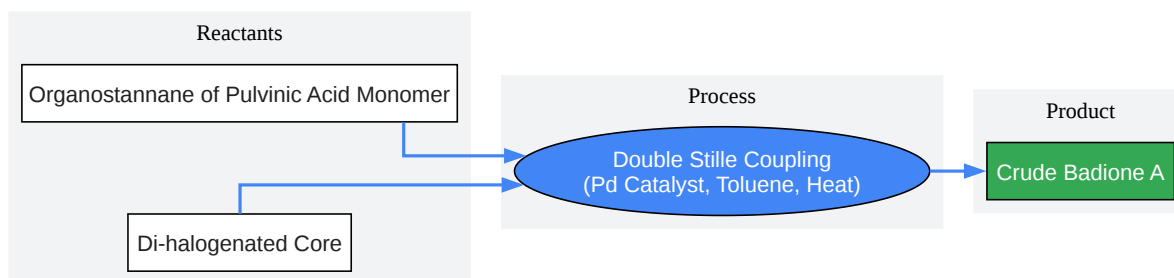 Reactants
Organostannane of Pulvinic Acid Monomer
Di-halogenated Core
Process
Double Stille Coupling
(Pd Catalyst, Toluene, Heat)
Product
Crude Badione A